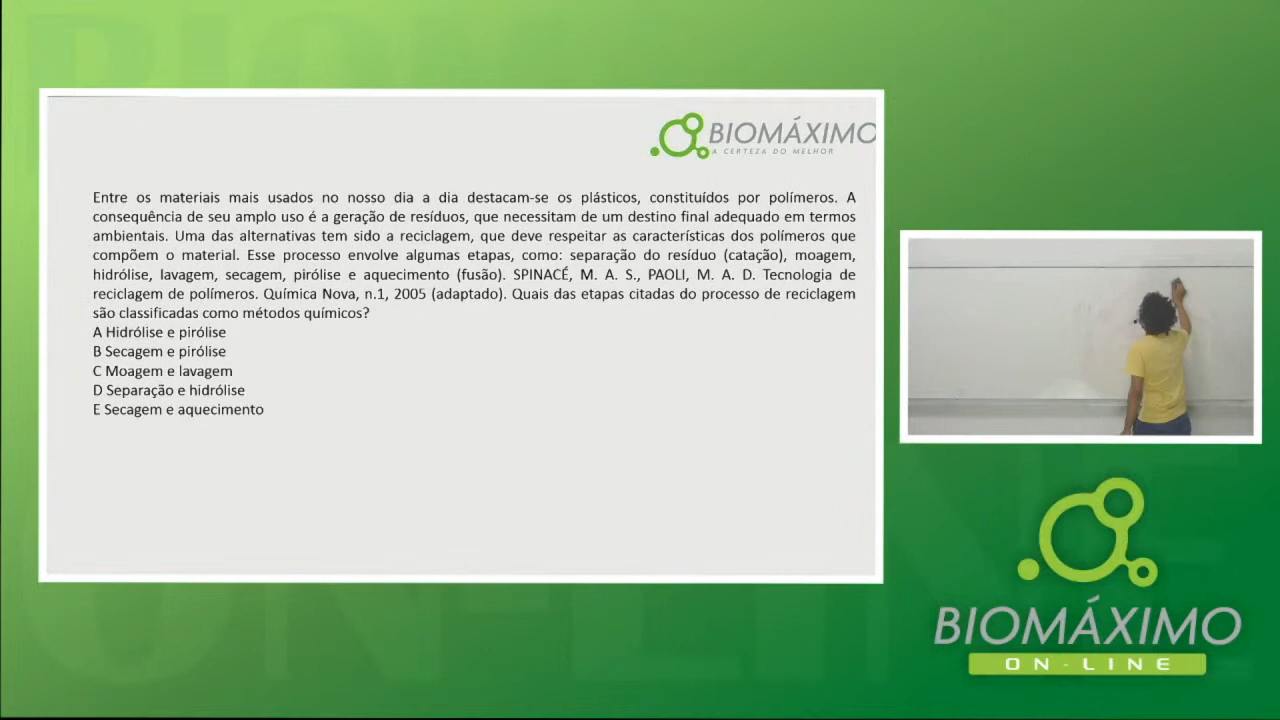 BIOMÁXIMO
A CERTEZA DO MELHOR
Entre os materiais mais usados no nosso dia a dia destacam-se os plásticos, constituídos por polímeros. A
consequência de seu amplo uso é a geração de resíduos, que necessitam de um destino final adequado em termos
ambientais. Uma das alternativas tem sido a reciclagem, que deve respeitar as características dos polímeros que
compõem o material. Esse processo envolve algumas etapas, como: separação do resíduo (catação), moagem,
hidrólise, lavagem, secagem, pirólise e aquecimento (fusão). SPINACÉ, M. A. S., PAOLI, M. A. D. Tecnologia de
reciclagem de polímeros. Química Nova, n.1, 2005 (adaptado). Quais das etapas citadas do processo de reciclagem
são classificadas como métodos químicos?
A Hidrólise e pirólise
B Secagem e pirólise
C Moagem e lavagem
D Separação e hidrólise
E Secagem e aquecimento
BIOMÁXIMO
ON-LINE